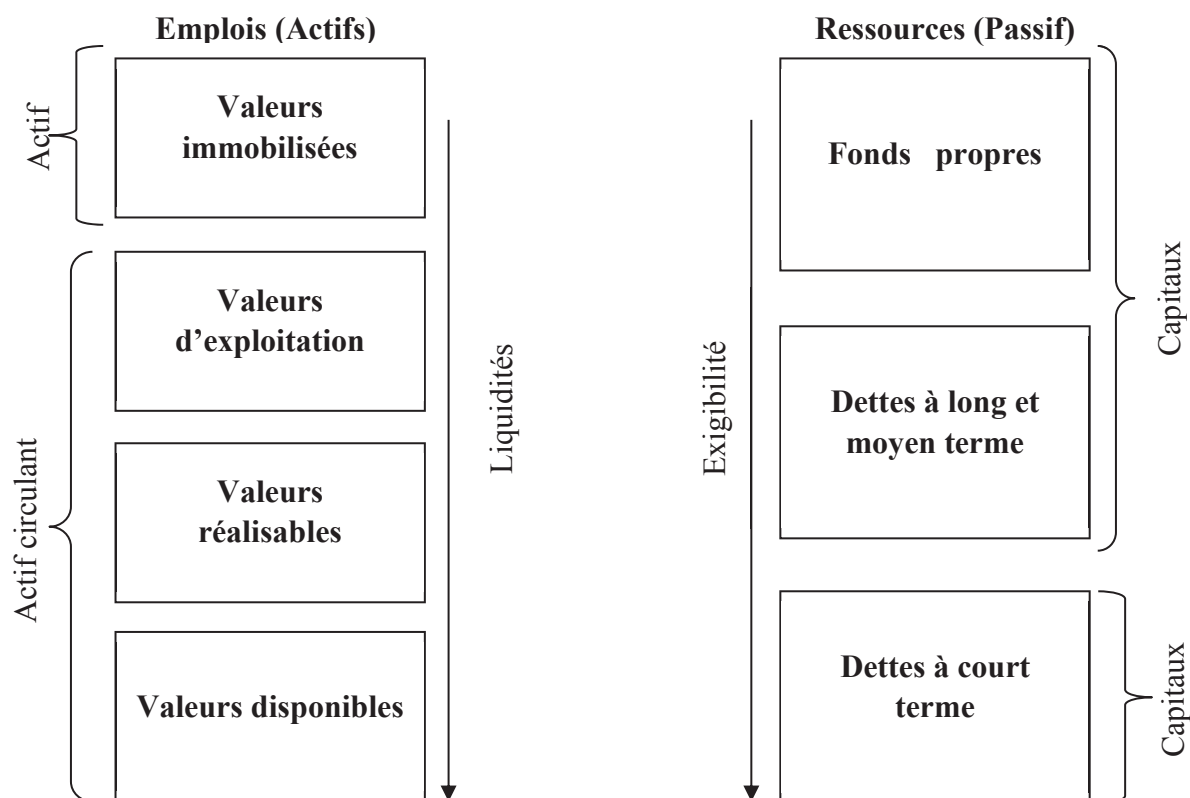 Emplois (Actifs)
Actif
Valeurs
immobilisées
Actif circulant
Valeurs
d’exploitation
Valeurs
réalisables
Valeurs disponibles
Liquidités
Ressources (Passif)
Exigibilité
Fonds propres
Dettes à long et
moyen terme
Capitaux
Dettes à court
terme
Capitaux